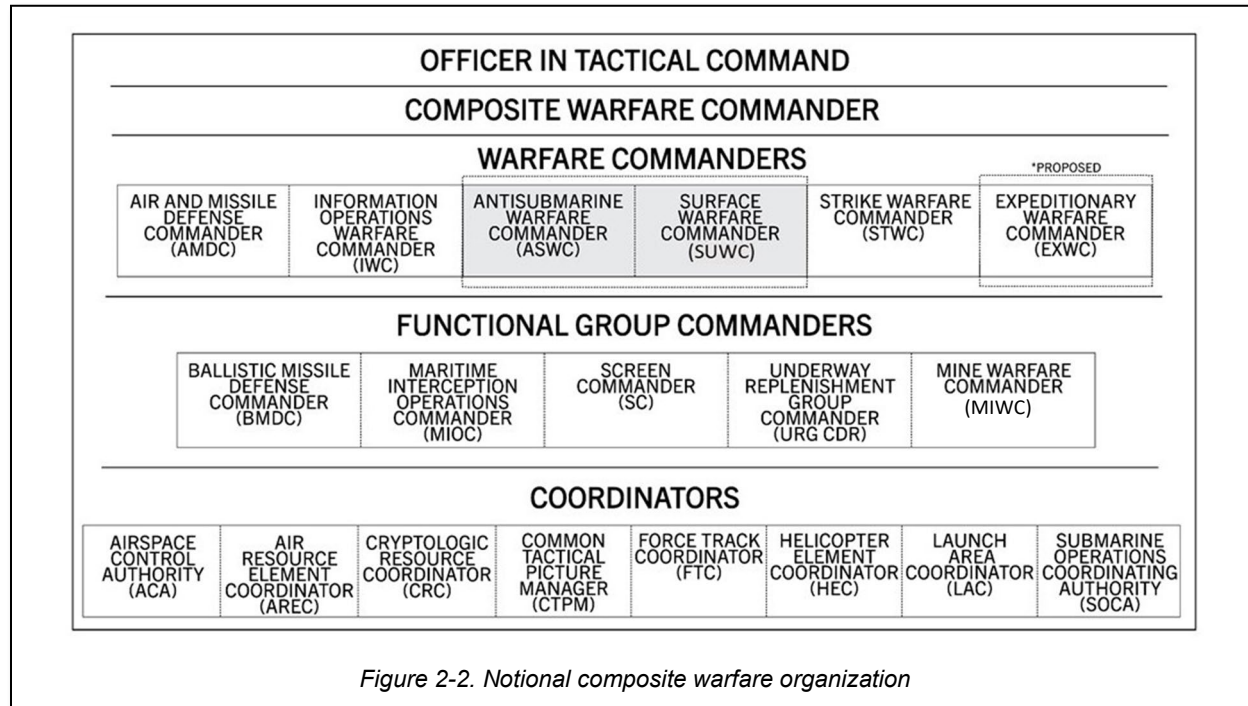 OFFICER IN TACTICAL COMMAND
COMPOSITE WARFARE COMMANDER
WARFARE COMMANDERS
*PROPOSED
AIR AND MISSILE
DEFENSE
COMMANDER
(AMDC)
INFORMATION
OPERATIONS
WARFARE
COMMANDER
(IWC)
ANTISUBMARINE
WARFARE
COMMANDER
(ASWC)
SURFACE
WARFARE
COMMANDER
(SUWC)
STRIKE WARFARE
COMMANDER
(STWC)
EXPEDITIONARY
WARFARE
COMMANDER
(EXWC)
FUNCTIONAL GROUP COMMANDERS
BALLISTIC MISSILE
DEFENSE
COMMANDER
(BMDC)
MARITIME
INTERCEPTION
OPERATIONS
COMMANDER
(MIOC)
SCREEN
COMMANDER
(SC)
UNDERWAY
REPLENISHMENT
GROUP
COMMANDER
(URG CDR)
MINE WARFARE
COMMANDER
(MIWC)
COORDINATORS
AIRSPACE
CONTROL
AUTHORITY
(ACA)
AIR
RESOURCE
ELEMENT
COORDINATOR
(AREC)
CRYPTOLOGIC
RESOURCE
COORDINATOR
(CRC)
COMMON
TACTICAL
PICTURE
MANAGER
(CTPM)
FORCE TRACK
COORDINATOR
(FTC)
HELICOPTER
ELEMENT
COORDINATOR
(HEC)
LAUNCH
AREA
COORDINATOR
(LAC)
SUBMARINE
OPERATIONS
COORDINATING
AUTHORITY
(SOCA)
Figure 2-2. Notional composite warfare organization